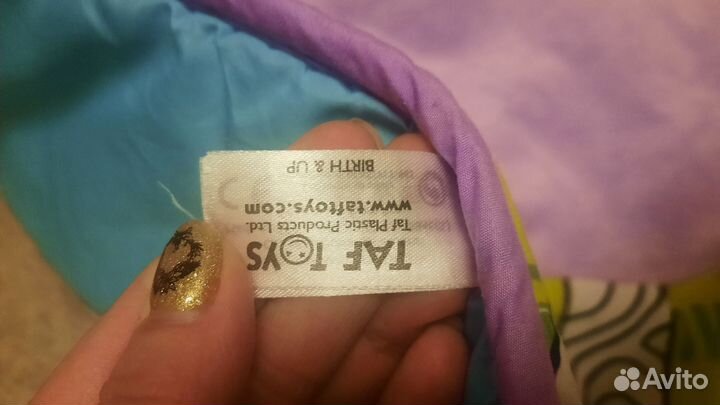 TAF TOYS
Taf Plastic Products Ltd.
www.taftoys.com
BIRTH & UP
Avito